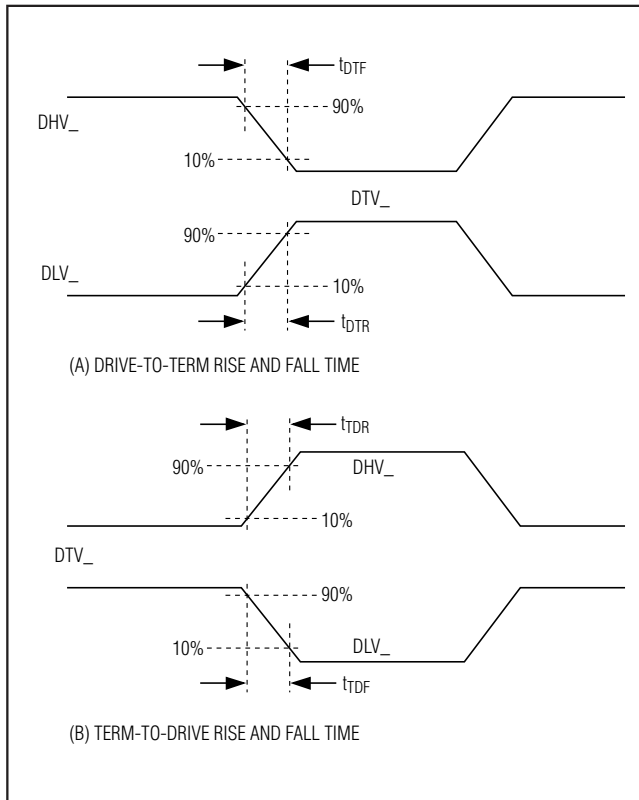 tDTF
DHV_
90%
10%
DTV_
90%
DLV_
10%
tDTR
(A) DRIVE-TO-TERM RISE AND FALL TIME
tTDR
90%
DHV_
10%
DTV_
90%
10%
DLV_
tTDF
(B) TERM-TO-DRIVE RISE AND FALL TIME